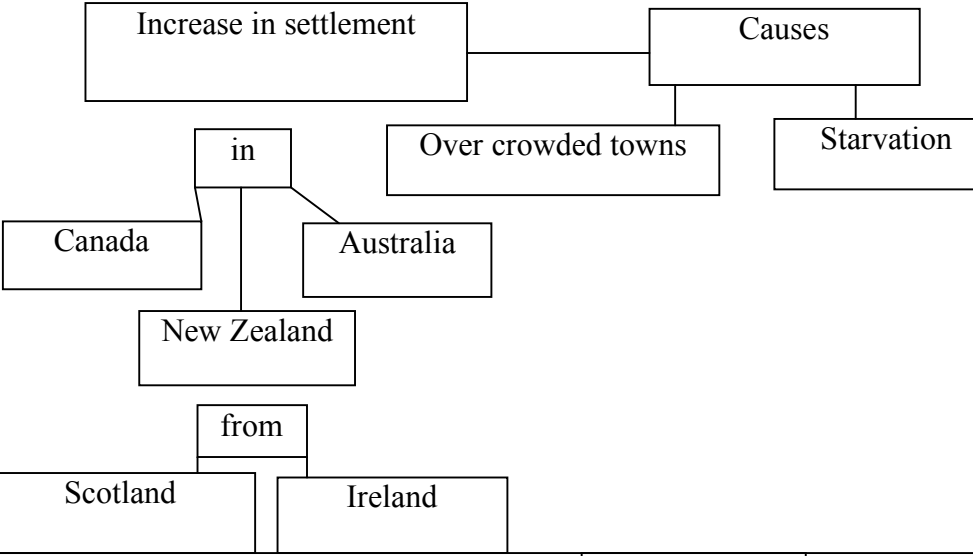 Increase in settlement
Causes
Over crowded towns
Starvation
in
Canada
Australia
New Zealand
from
Scotland
Ireland